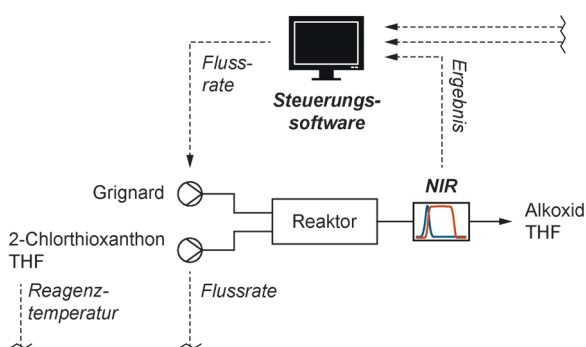 Fluss-
rate
Steuerungs-
software
Ergebnis
NIR
Grignard
Reaktor
Alkoxid
THF
2-Chlorthioxanthon
THF
Reagenz-
temperatur
Flussrate